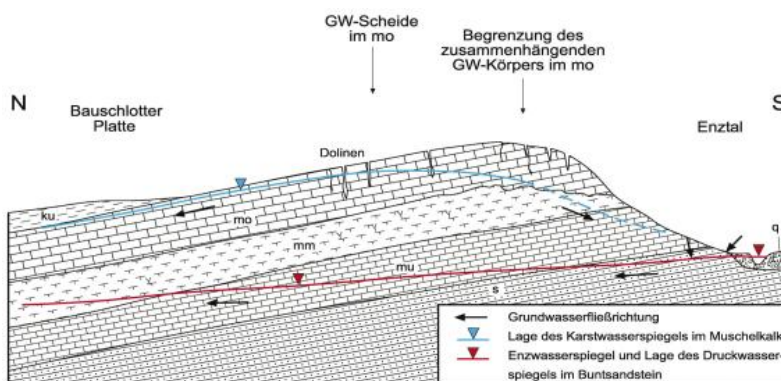 GW-Scheide
im mo
Begrenzung des
zusammenhängenden
GW-Körpers im mo
N
S
Bauschlotter
Platte
Enztal
Dolinen
ku
mo
mm
mu
s
q
Grundwasserfließrichtung
Lage des Karstwasserspiegels im Muschelkalk
Enzwasserspiegel und Lage des Druckwasser-
spiegels im Buntsandstein